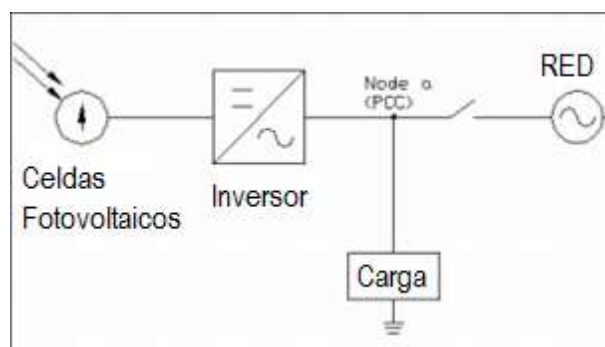 Celdas
Fotovoltaicos
Inversor
Node a
(PCC)
RED
Carga